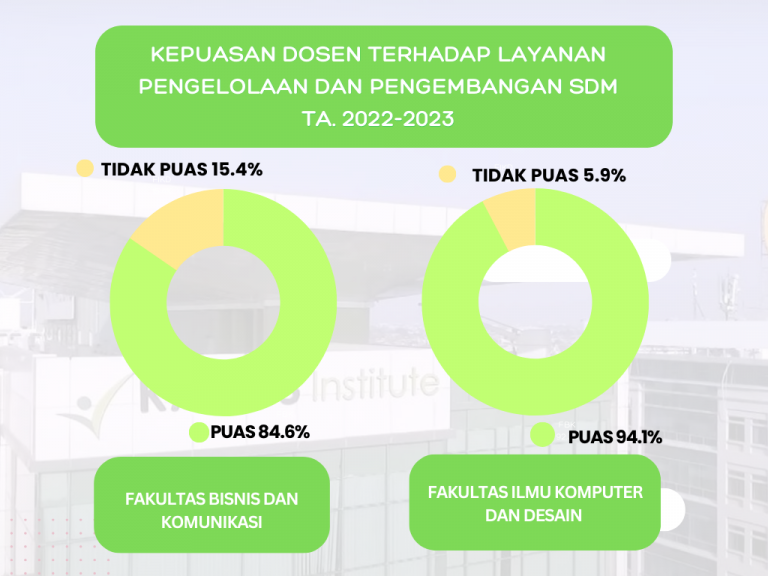 KEPUASAN DOSEN TERHADAP LAYANAN
PENGELOLAAN DAN PENGEMBANGAN SDM
TA. 2022-2023
TIDAK PUAS 15.4%
TIDAK PUAS 5.9%
Institute
PUAS 84.6%
PUAS 94.1%
FAKULTAS BISNIS DAN
KOMUNIKASI
FAKULTAS ILMU KOMPUTER
DAN DESAIN